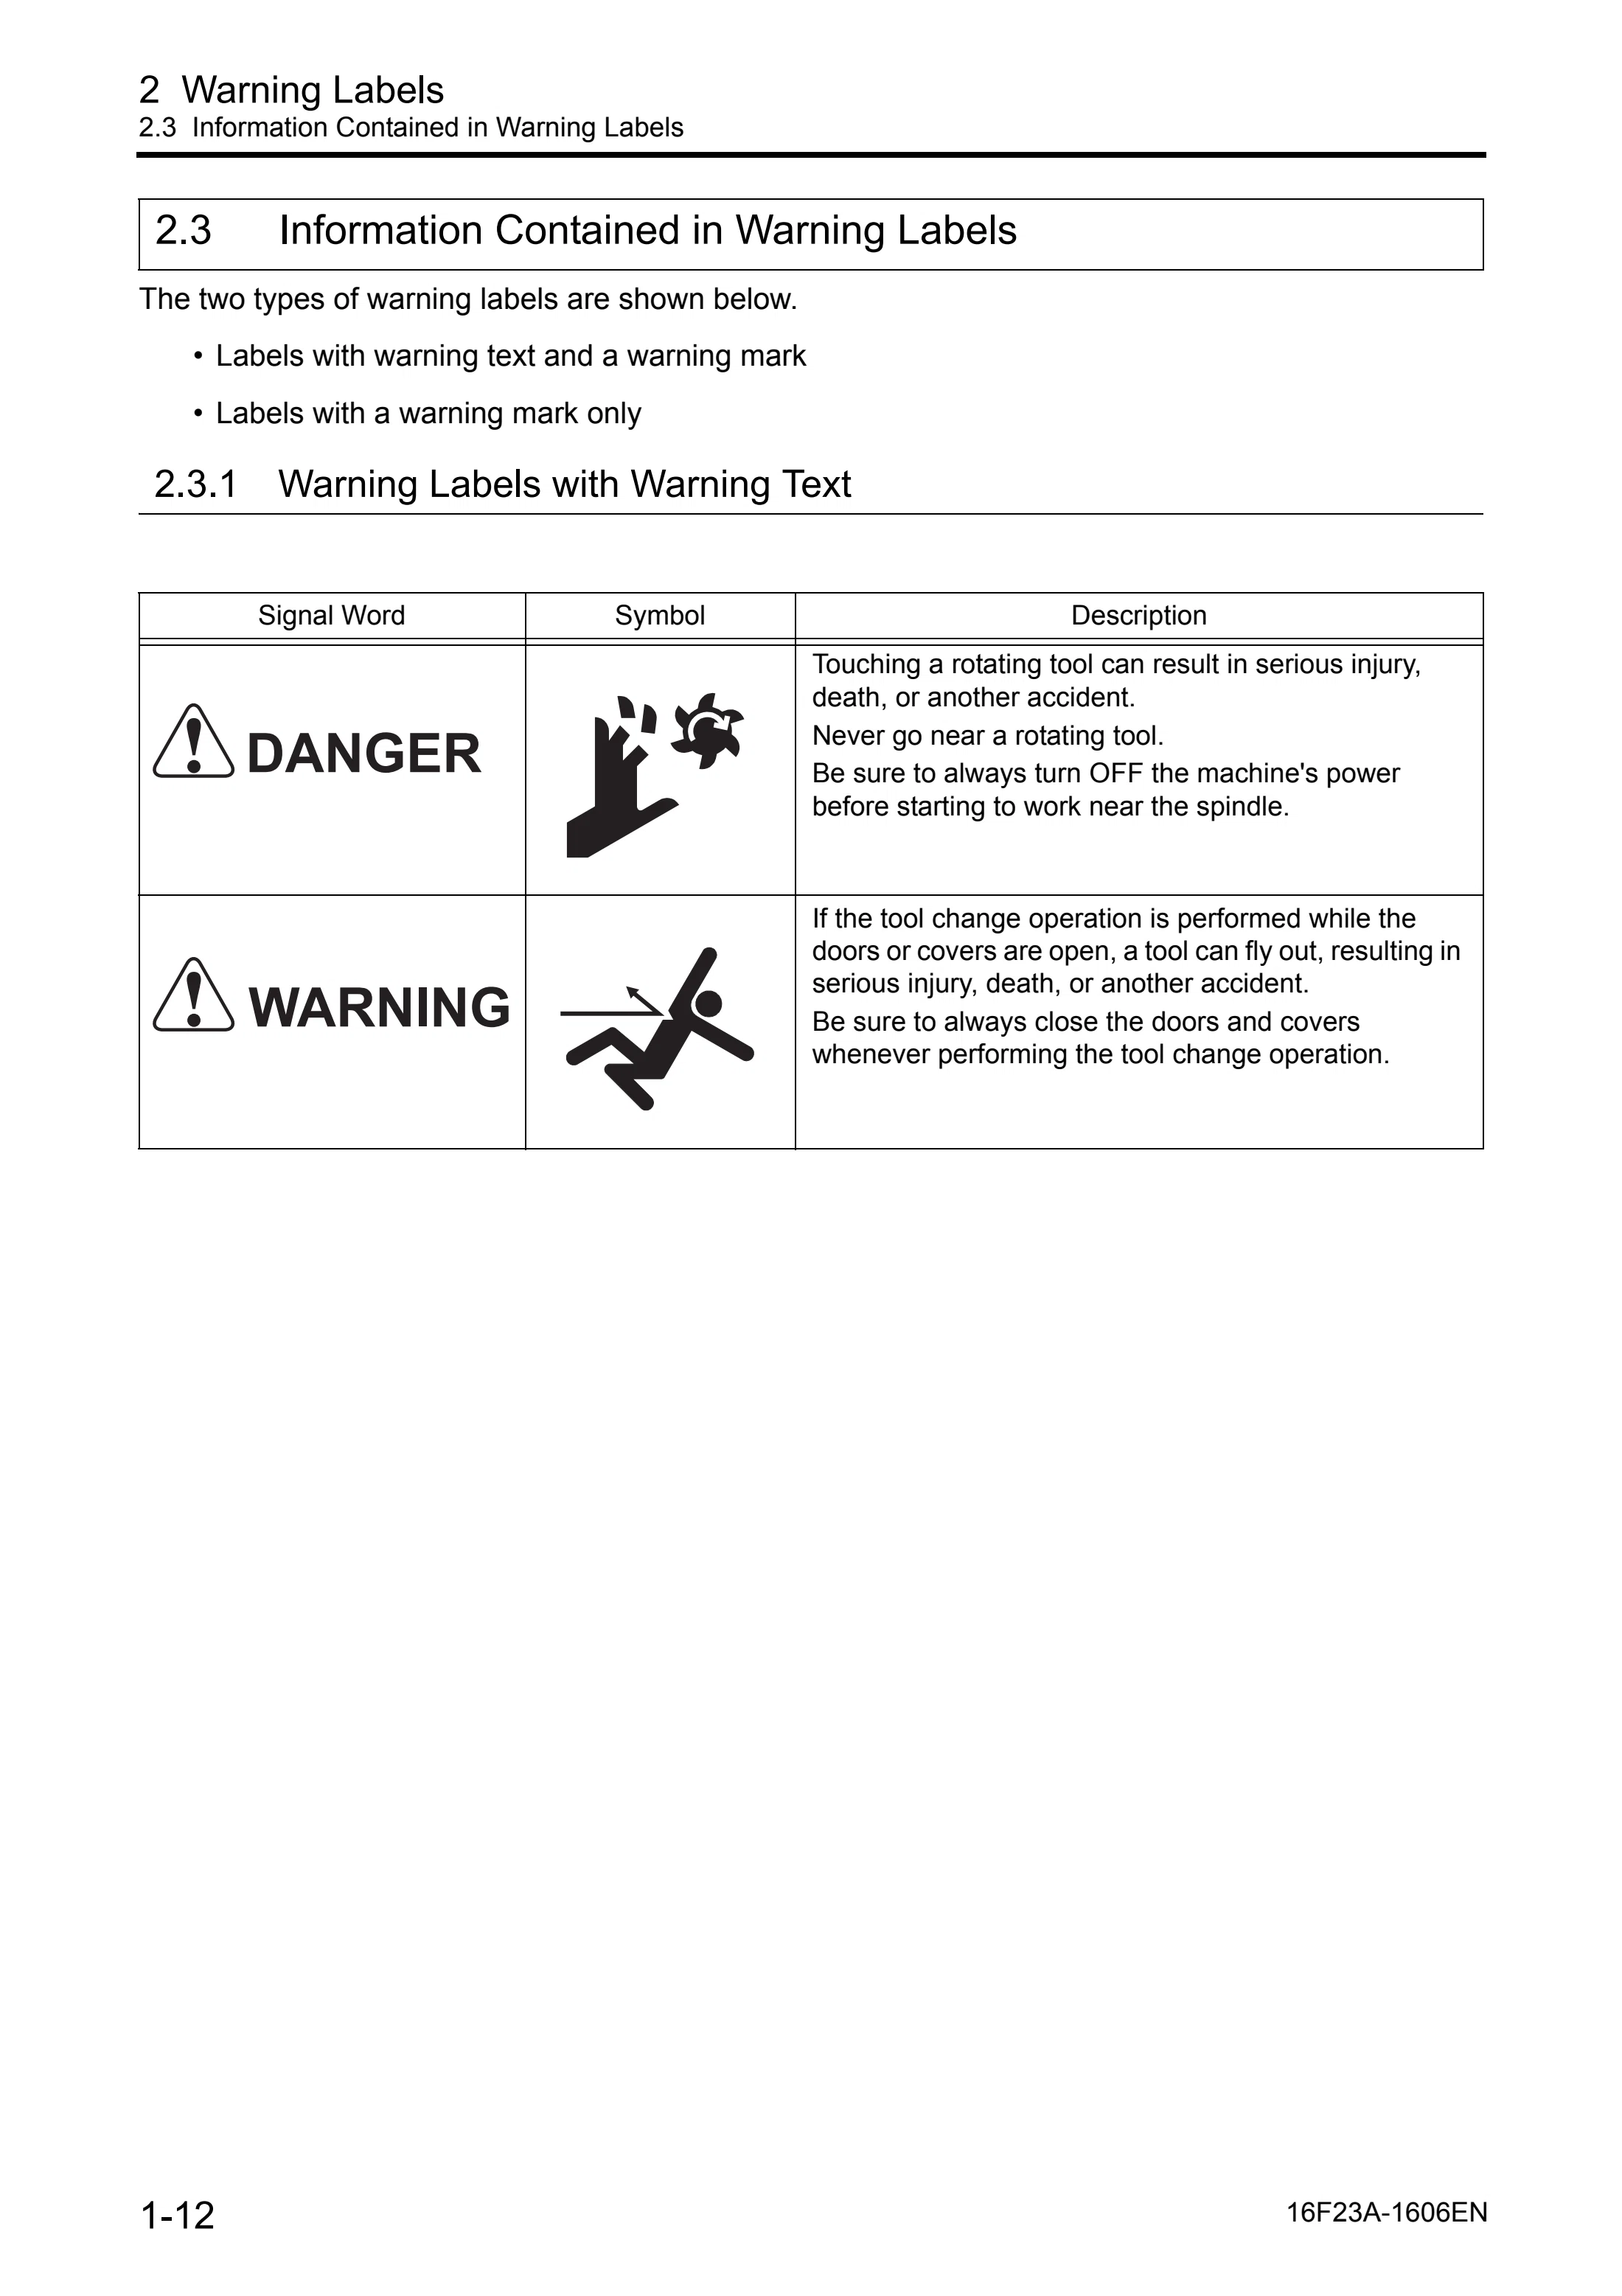 2 Warning Labels
2.3 Information Contained in Warning Labels
2.3 Information Contained in Warning Labels
The two types of warning labels are shown below.
• Labels with warning text and a warning mark
• Labels with a warning mark only
2.3.1 Warning Labels with Warning Text
Signal Word Symbol Description
DANGER
Touching a rotating tool can result in serious injury,
death, or another accident.
Never go near a rotating tool.
Be sure to always turn OFF the machine's power
before starting to work near the spindle.
WARNING
If the tool change operation is performed while the
doors or covers are open, a tool can fly out, resulting in
serious injury, death, or another accident.
Be sure to always close the doors and covers
whenever performing the tool change operation.
1-12
16F23A-1606EN